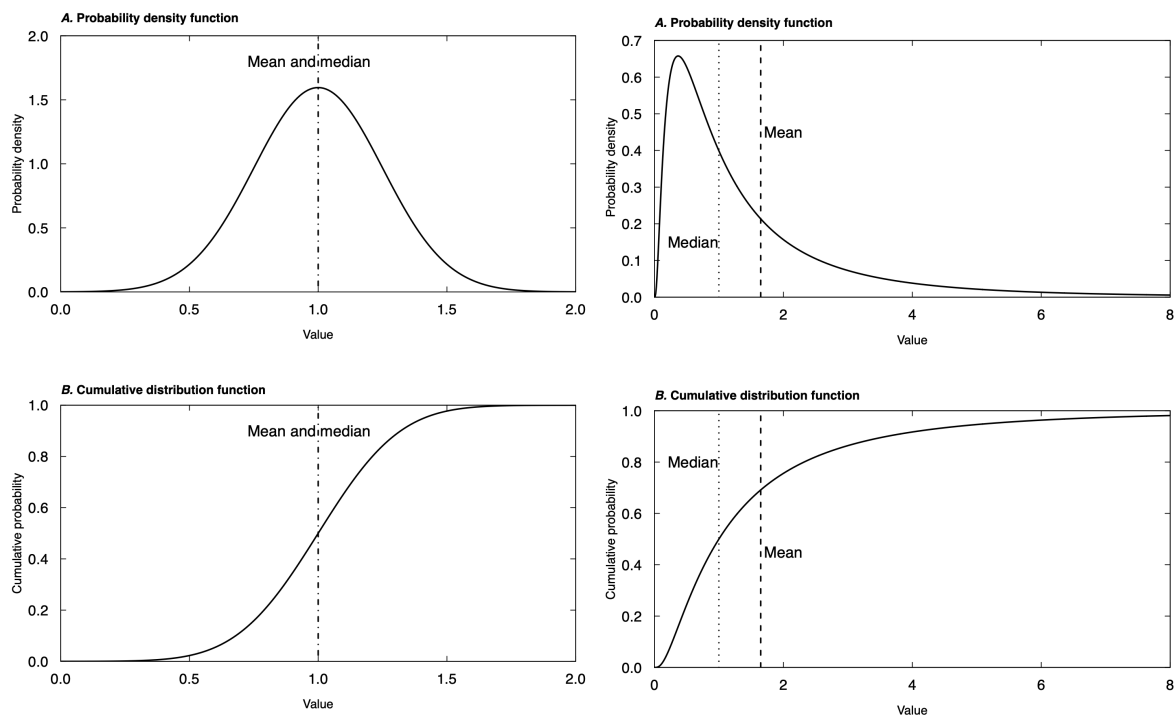 A. Probability density function
2.0
1.5
1.0
0.5
0.0
Probability density
Mean and median
0.0 0.5 1.0 1.5 2.0
Value
A. Probability density function
0.7
0.6
0.5
0.4
0.3
0.2
0.1
0.0
Probability density
Mean
Median
0 2 4 6 8
Value
B. Cumulative distribution function
1.0
0.8
0.6
0.4
0.2
0.0
Cumulative probability
Mean and median
0.0 0.5 1.0 1.5 2.0
Value
B. Cumulative distribution function
1.0
0.8
0.6
0.4
0.2
0.0
Cumulative probability
Median
Mean
0 2 4 6 8
Value